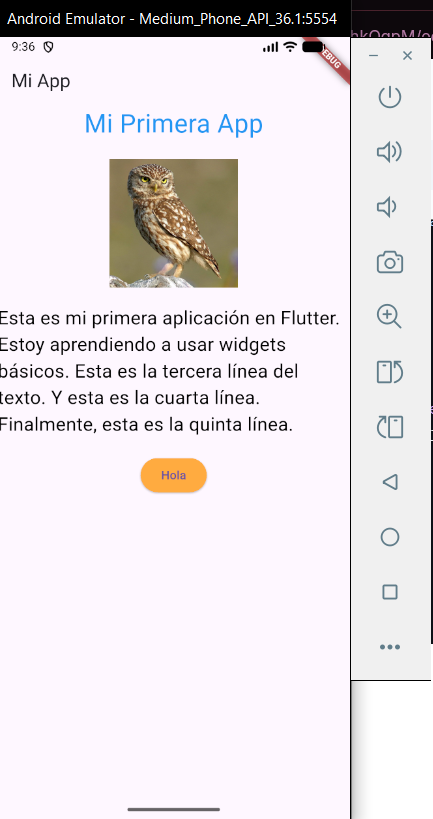 Android Emulator - Medium_Phone_API_36.1:5554
9:36
DEBUG
Mi App
Mi Primera App
Esta es mi primera aplicación en Flutter.
Estoy aprendiendo a usar widgets
básicos. Esta es la tercera línea del
texto. Y esta es la cuarta línea.
Finalmente, esta es la quinta línea.
Hola